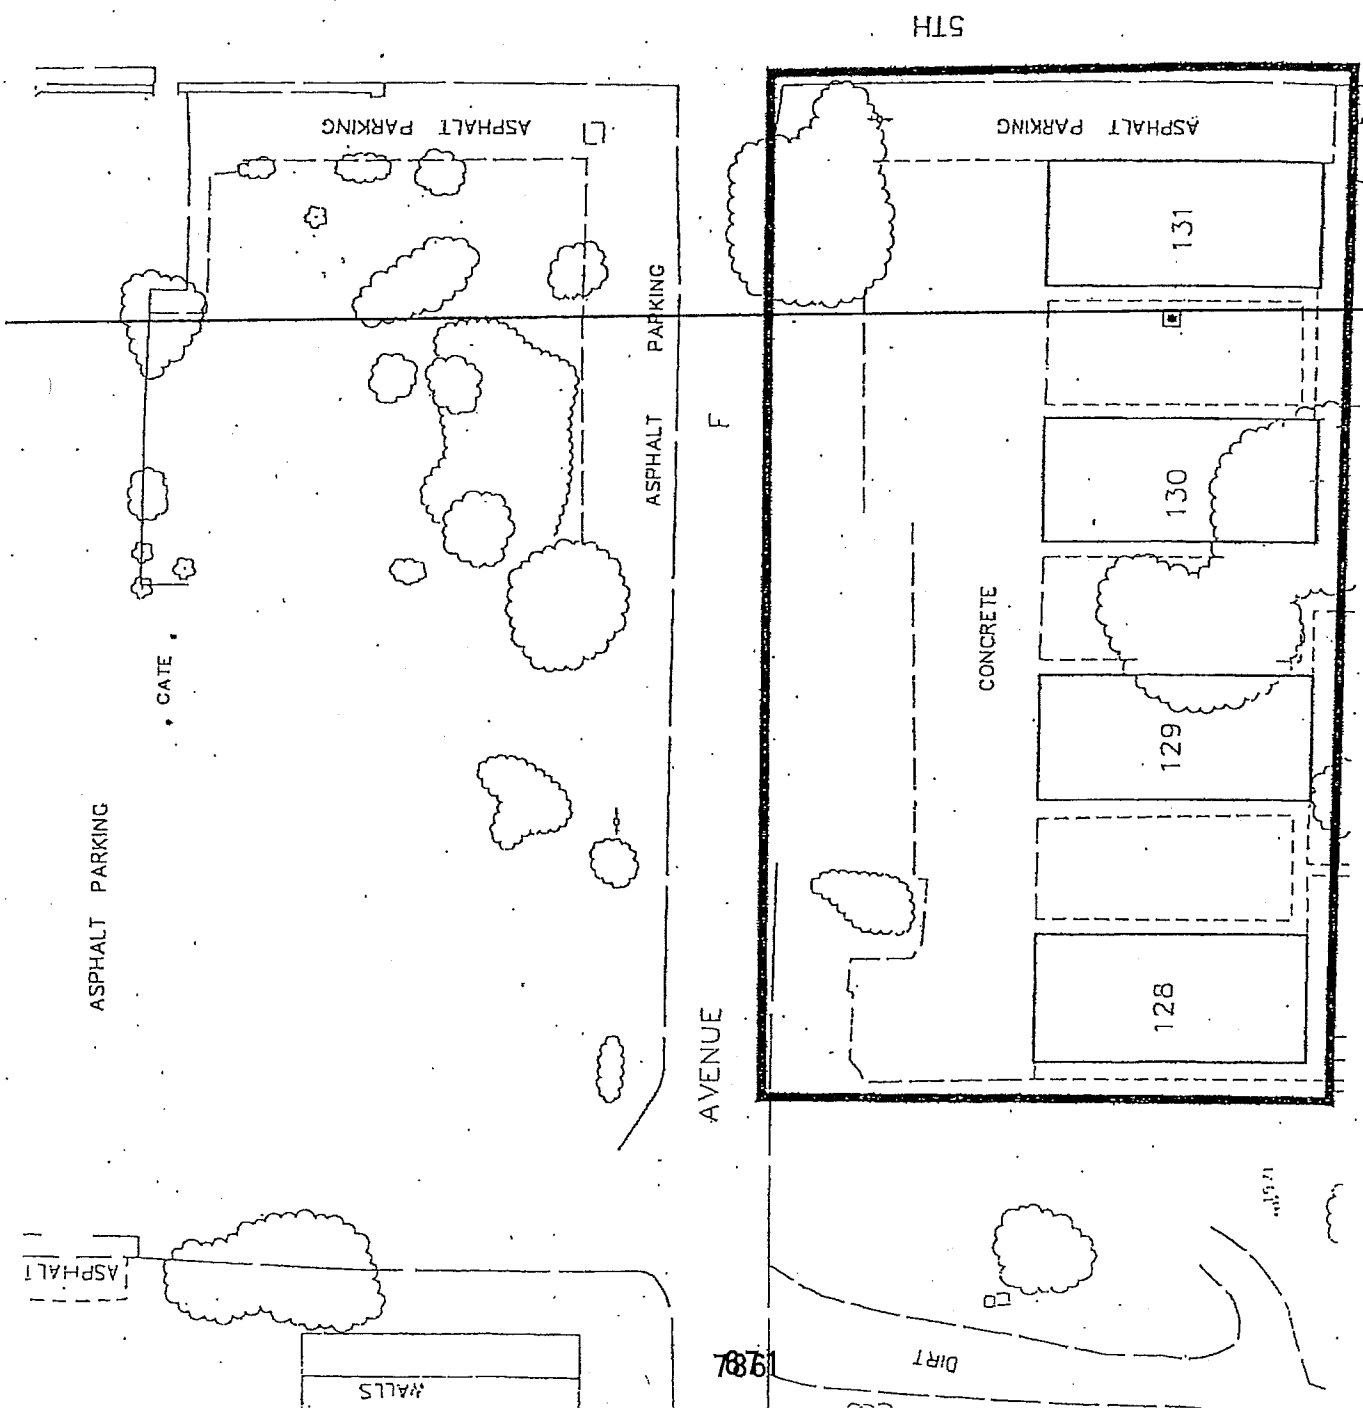 5TH
ASPHALT PARKING
ASPHALT PARKING
131
ASPHALT PARKING
F
130
CONCRETE
GATE
129
ASPHALT PARKING
128
AVENUE
ASPHALT
DIRT
WALLS